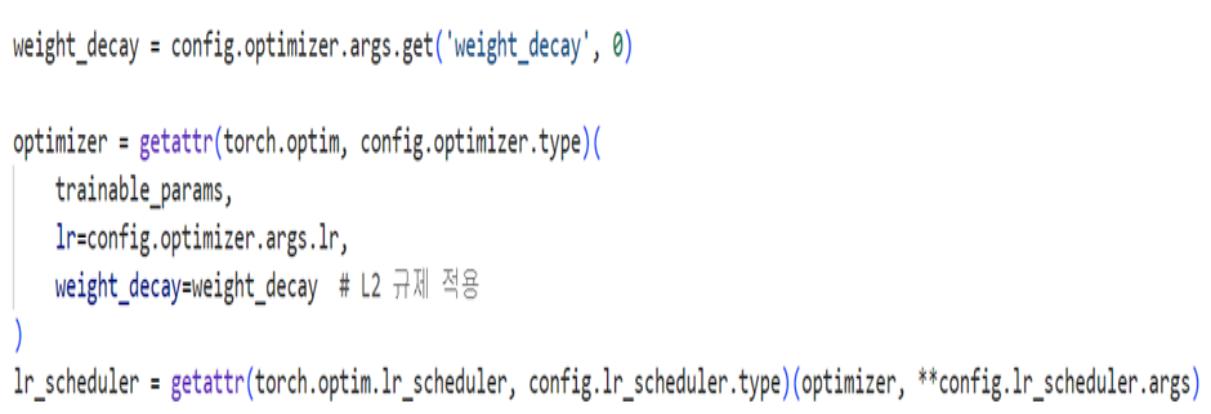 weight_decay = config.optimizer.args.get('weight_decay', 0)
optimizer = getattr(torch.optim, config.optimizer.type)(
trainable_params,
lr=config.optimizer.args.lr,
weight_decay=weight_decay # L2 규제 적용
)
lr_scheduler = getattr(torch.optim.lr_scheduler, config.lr_scheduler.type)(optimizer, **config.lr_scheduler.args)